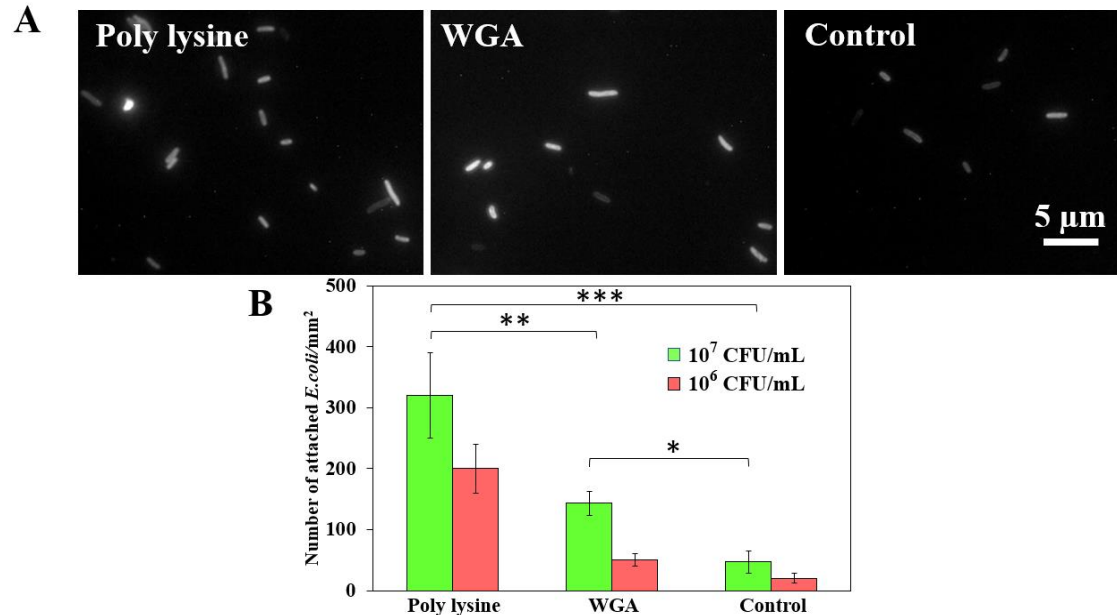 A
Poly lysine
WGA
Control
5 µm
B
Number of attached E.coli/mm²
500
400
300
200
100
0
***
**
*
10⁷ CFU/mL
10⁶ CFU/mL
Poly lysine
WGA
Control